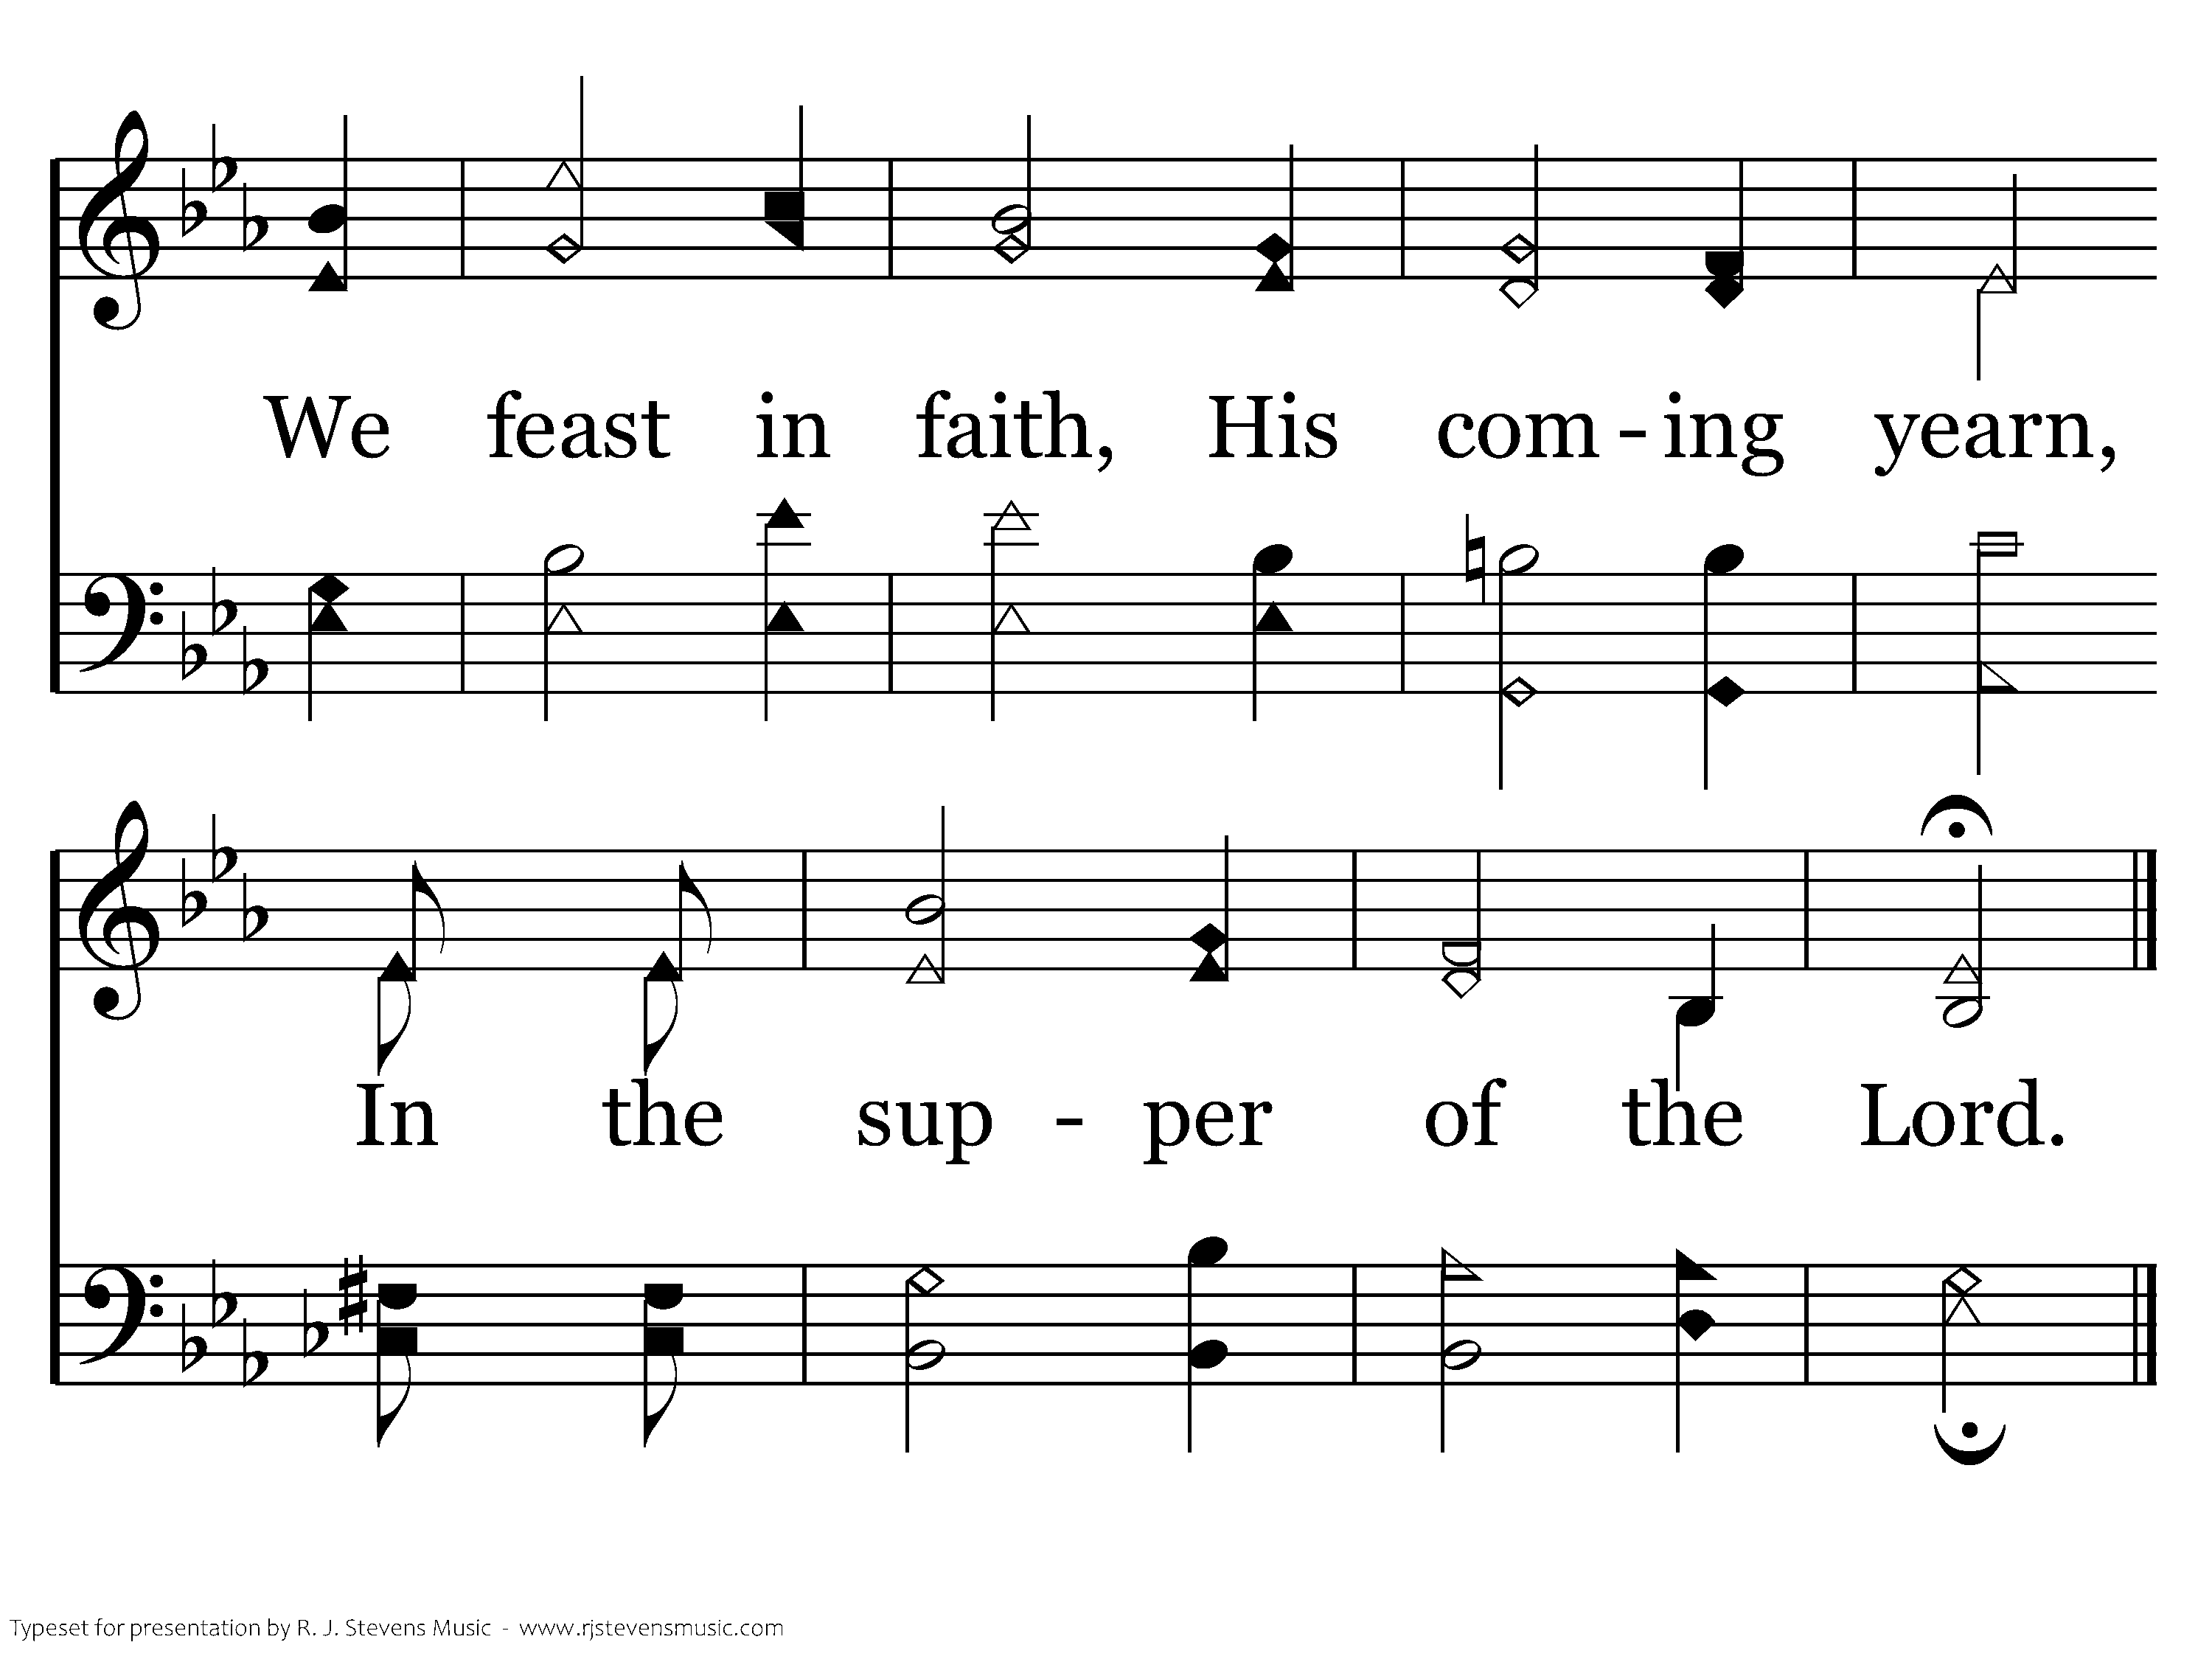 We feast in faith, His com - ing yearn,
In the sup - per of the Lord.
Typeset for presentation by R. J. Stevens Music - www.rjstevensmusic.com